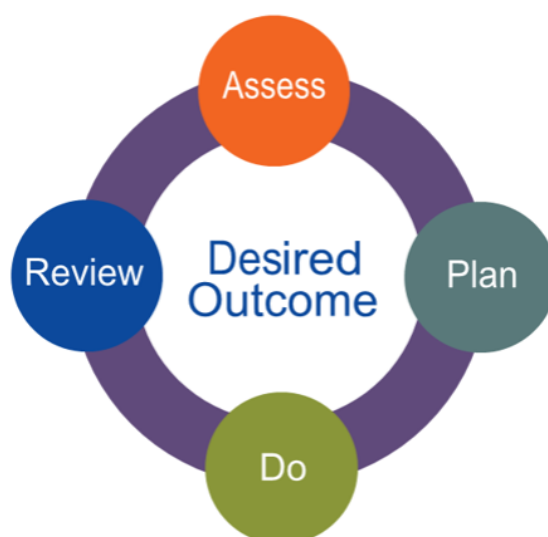 Assess
Review
Desired
Outcome
Plan
Do